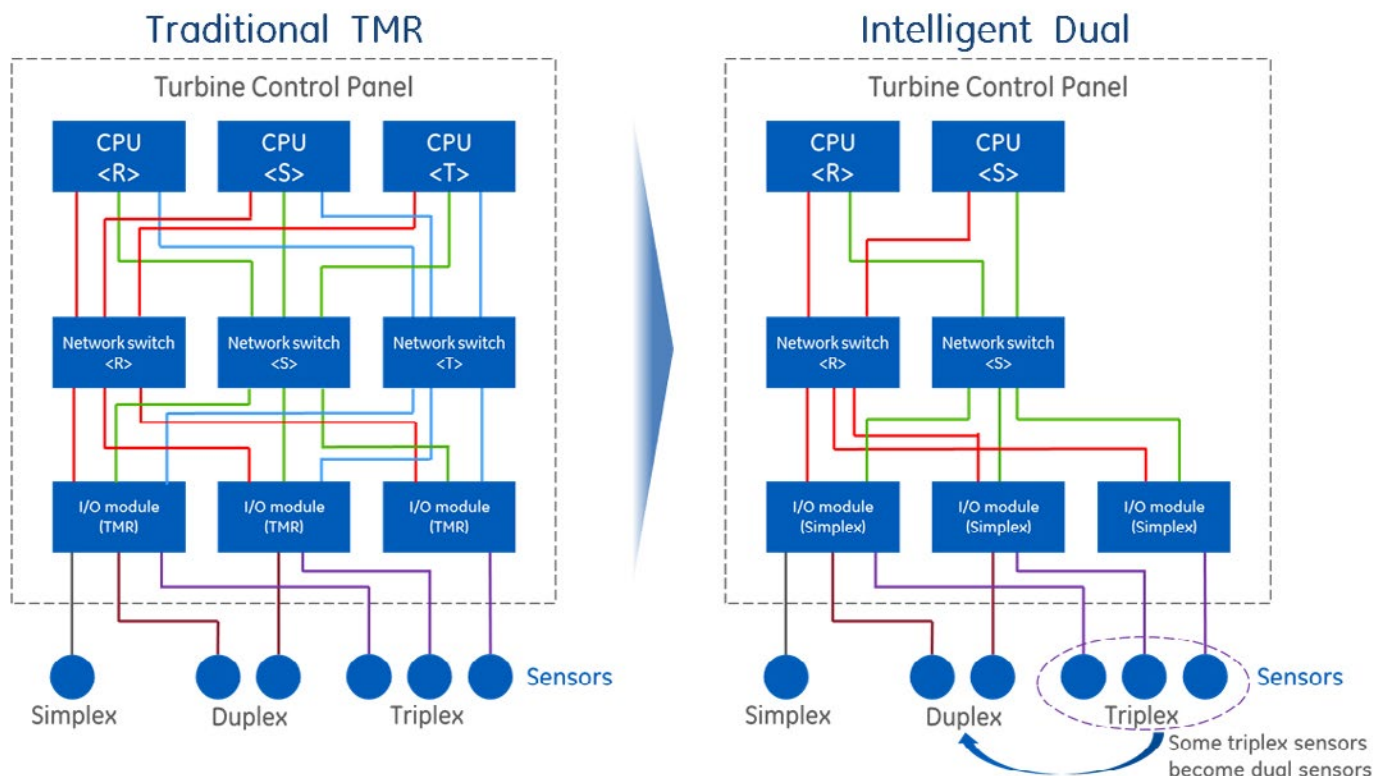 Traditional TMR
Intelligent Dual
Turbine Control Panel
CPU
<R>
CPU
<S>
CPU
<T>
Network switch
<R>
Network switch
<S>
Network switch
<T>
I/O module
(TMR)
I/O module
(TMR)
I/O module
(TMR)
Sensors
Simplex
Duplex
Triplex
Turbine Control Panel
CPU
<R>
CPU
<S>
Network switch
<R>
Network switch
<S>
I/O module
(Simplex)
I/O module
(Simplex)
I/O module
(Simplex)
Sensors
Simplex
Duplex
Triplex
Some triplex sensors
become dual sensors